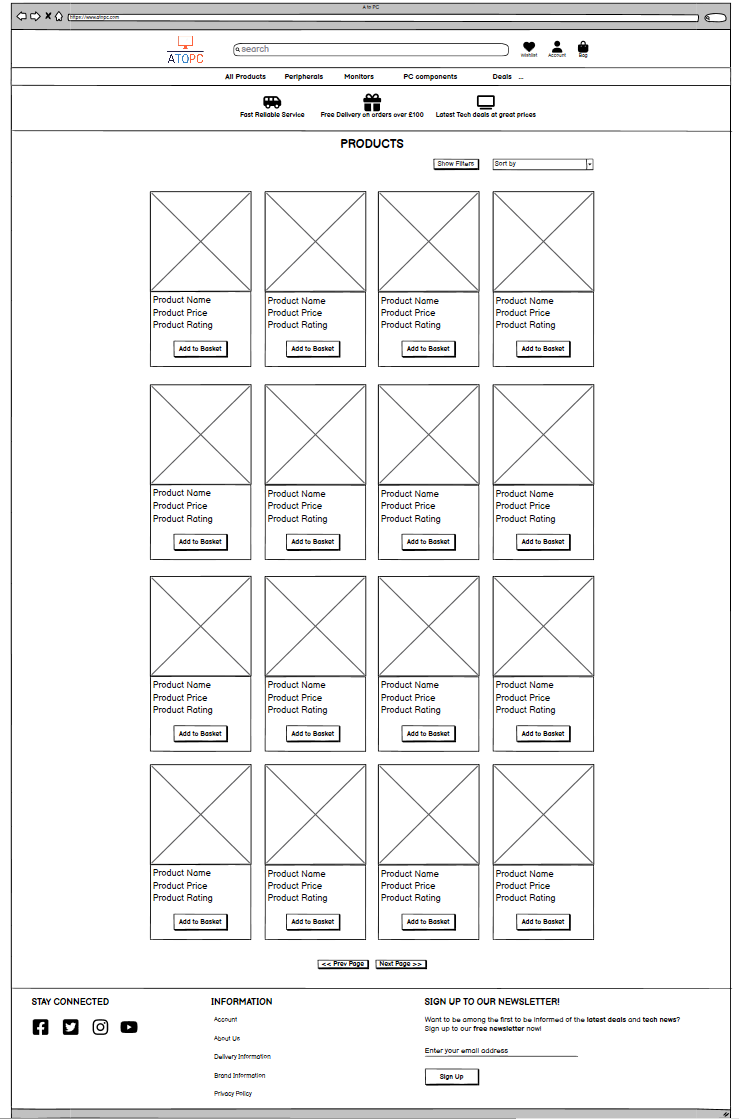 A to PC
https://www.atopc.com
ATOPC
search
Wishlist Account Bag
All Products Peripherals Monitors PC components Deals ...
Fast Reliable Service Free Delivery on orders over £100 Latest Tech deals at great prices
PRODUCTS
Show Filters Sort by
Product Name Product Name Product Name Product Name
Product Price Product Price Product Price Product Price
Product Rating Product Rating Product Rating Product Rating
Add to Basket Add to Basket Add to Basket Add to Basket
Product Name Product Name Product Name Product Name
Product Price Product Price Product Price Product Price
Product Rating Product Rating Product Rating Product Rating
Add to Basket Add to Basket Add to Basket Add to Basket
Product Name Product Name Product Name Product Name
Product Price Product Price Product Price Product Price
Product Rating Product Rating Product Rating Product Rating
Add to Basket Add to Basket Add to Basket Add to Basket
Product Name Product Name Product Name Product Name
Product Price Product Price Product Price Product Price
Product Rating Product Rating Product Rating Product Rating
Add to Basket Add to Basket Add to Basket Add to Basket
<< Prev Page Next Page >>
STAY CONNECTED
INFORMATION
Account
About Us
Delivery Information
Brand Information
Privacy Policy
SIGN UP TO OUR NEWSLETTER!
Want to be among the first to be informed of the latest deals and tech news?
Sign up to our free newsletter now!
Enter your email address
Sign Up